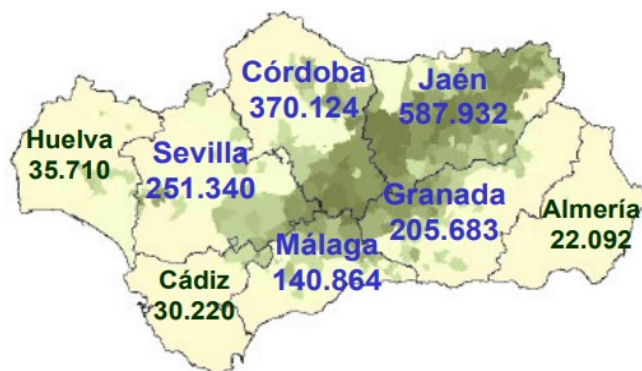 Córdoba
370.124
Jaén
587.932
Huelva
35.710
Sevilla
251.340
Granada
205.683
Almería
22.092
Málaga
140.864
Cádiz
30.220